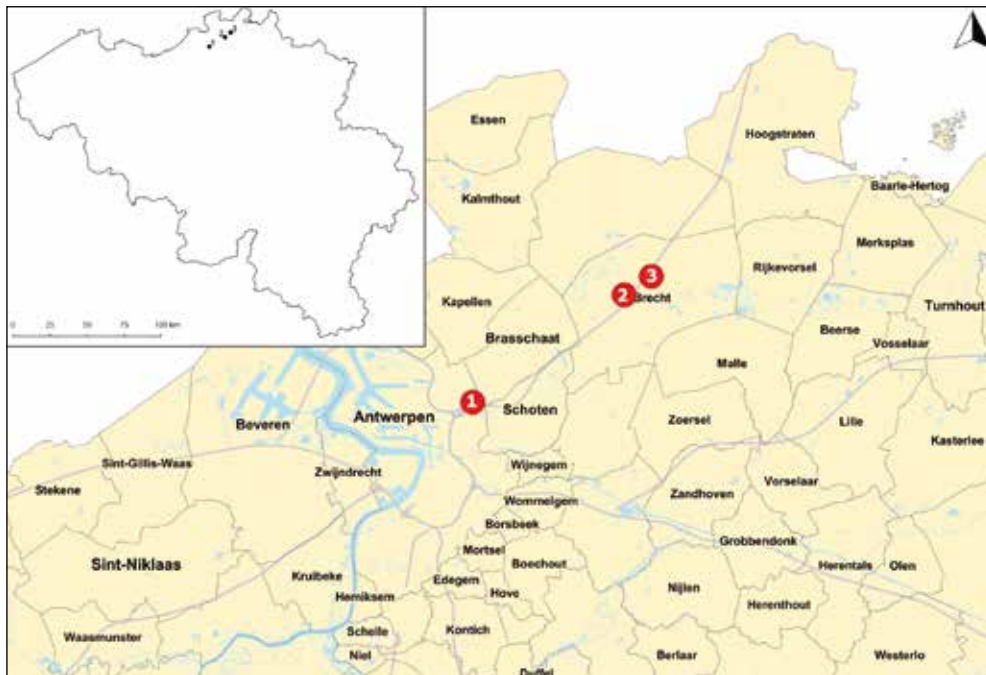 0 25 50 75 100 km
Essen
Hoogstraten
Kalmthout
Baarle-Hertog
Merksplas
Rijkevorsel
3
2
Brecht
Kapellen
Turnhout
Beerse
Brasschaat
Vosselaar
Malle
1
Schoten
Antwerpen
Beveren
Zoersel
Lille
Kasterlee
Sint-Gillis-Waas
Wijnegem
Zwijndrecht
Stekene
Vorselaar
Zandhoven
Wommelgem
Borsbeek
Grobbendonk
Mortsel
Boechout
Sint-Niklaas
Herentals
Olen
Kruibeke
Edegem
Nijlen
Hove
Hemiksem
Herenthout
Schelle
Kontich
Waasmunster
Niel
Berlaar
Westerlo
Duffel